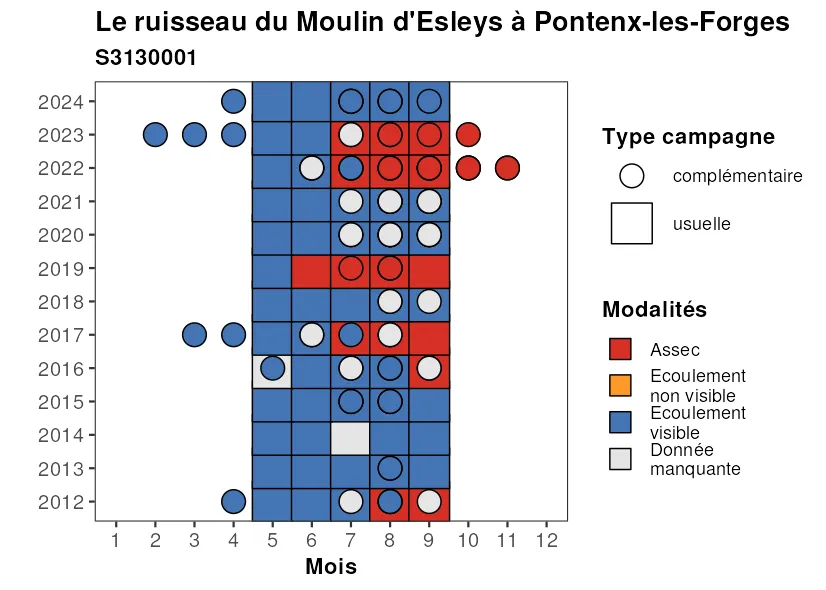 Le ruisseau du Moulin d'Esleys à Pontenx-les-Forges
S3130001
2024
2023
2022
2021
2020
2019
2018
2017
2016
2015
2014
2013
2012
1 2 3 4 5 6 7 8 9 10 11 12
Mois
Type campagne
complémentaire
usuelle
Modalités
Assec
Ecoulement
non visible
Ecoulement
visible
Donnée
manquante